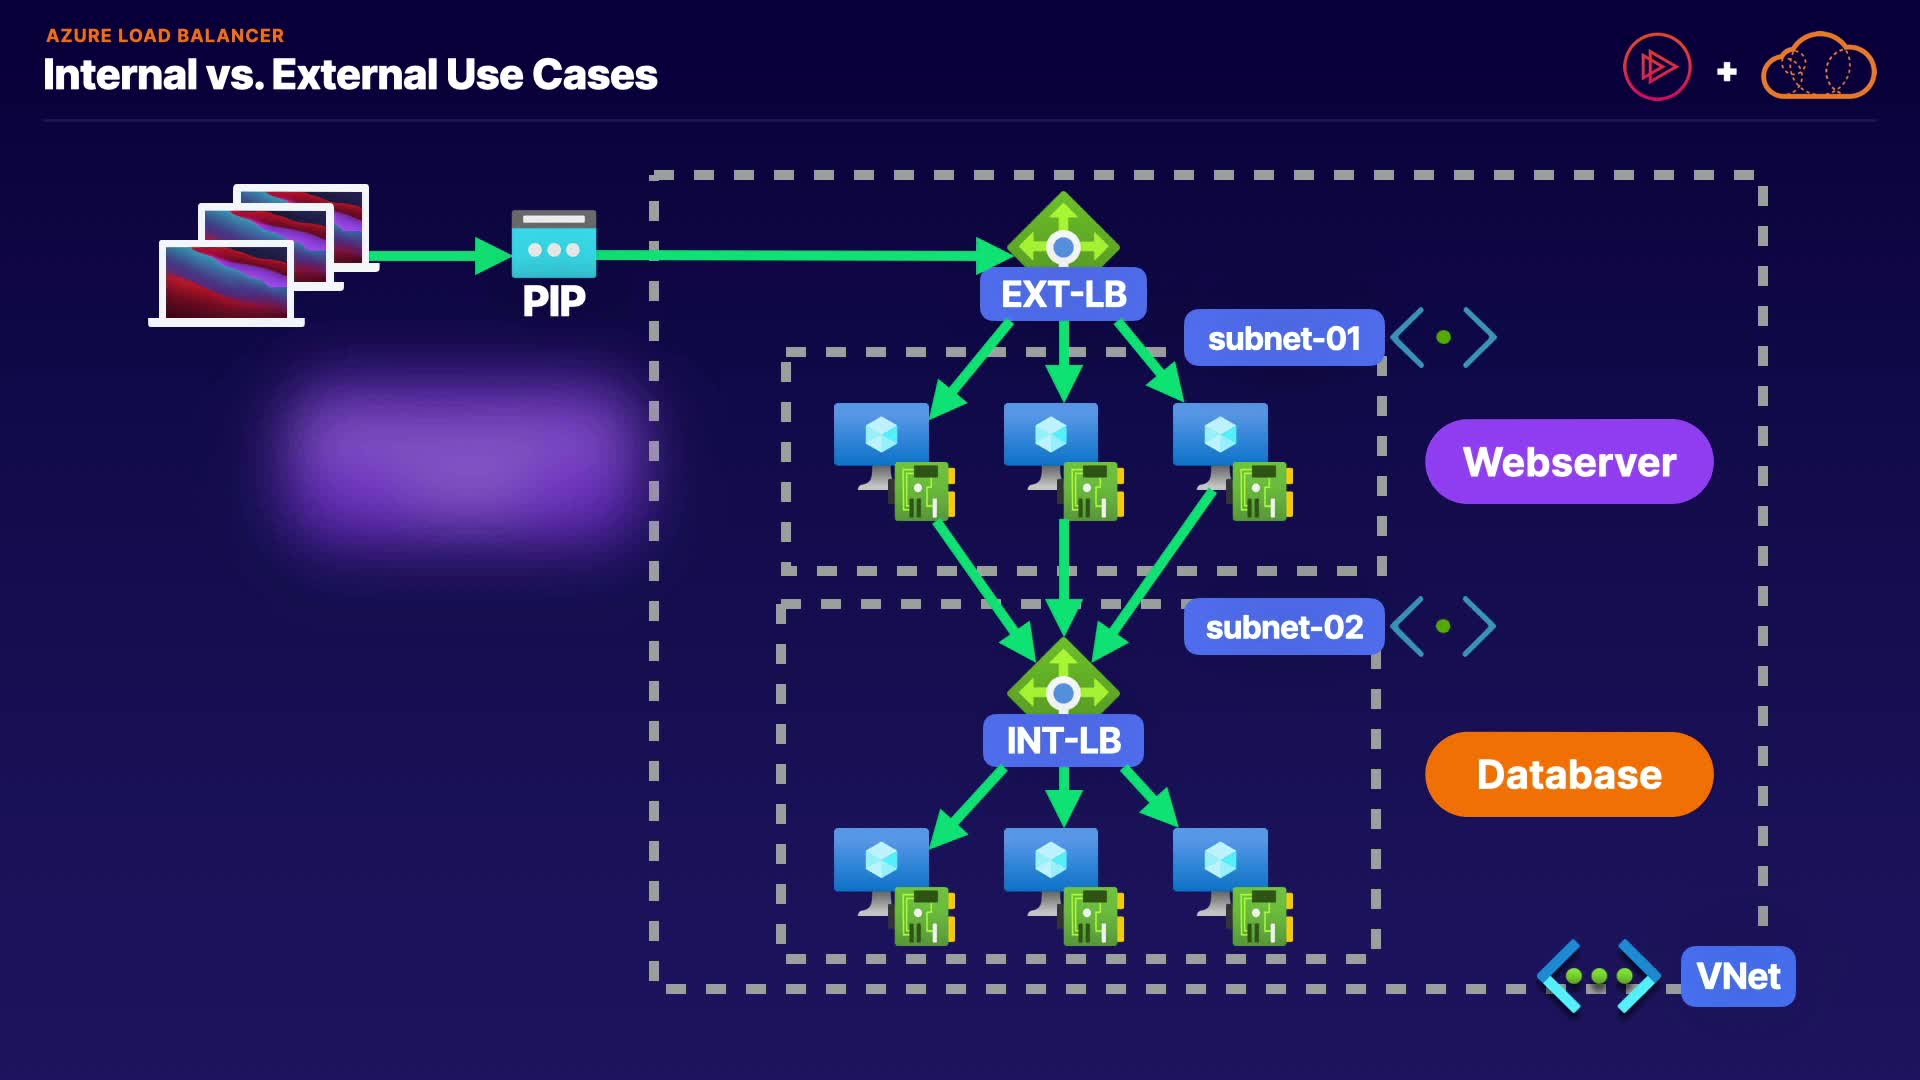 AZURE LOAD BALANCER
Internal vs. External Use Cases
PIP
EXT-LB
subnet-01
Webserver
subnet-02
INT-LB
Database
VNet